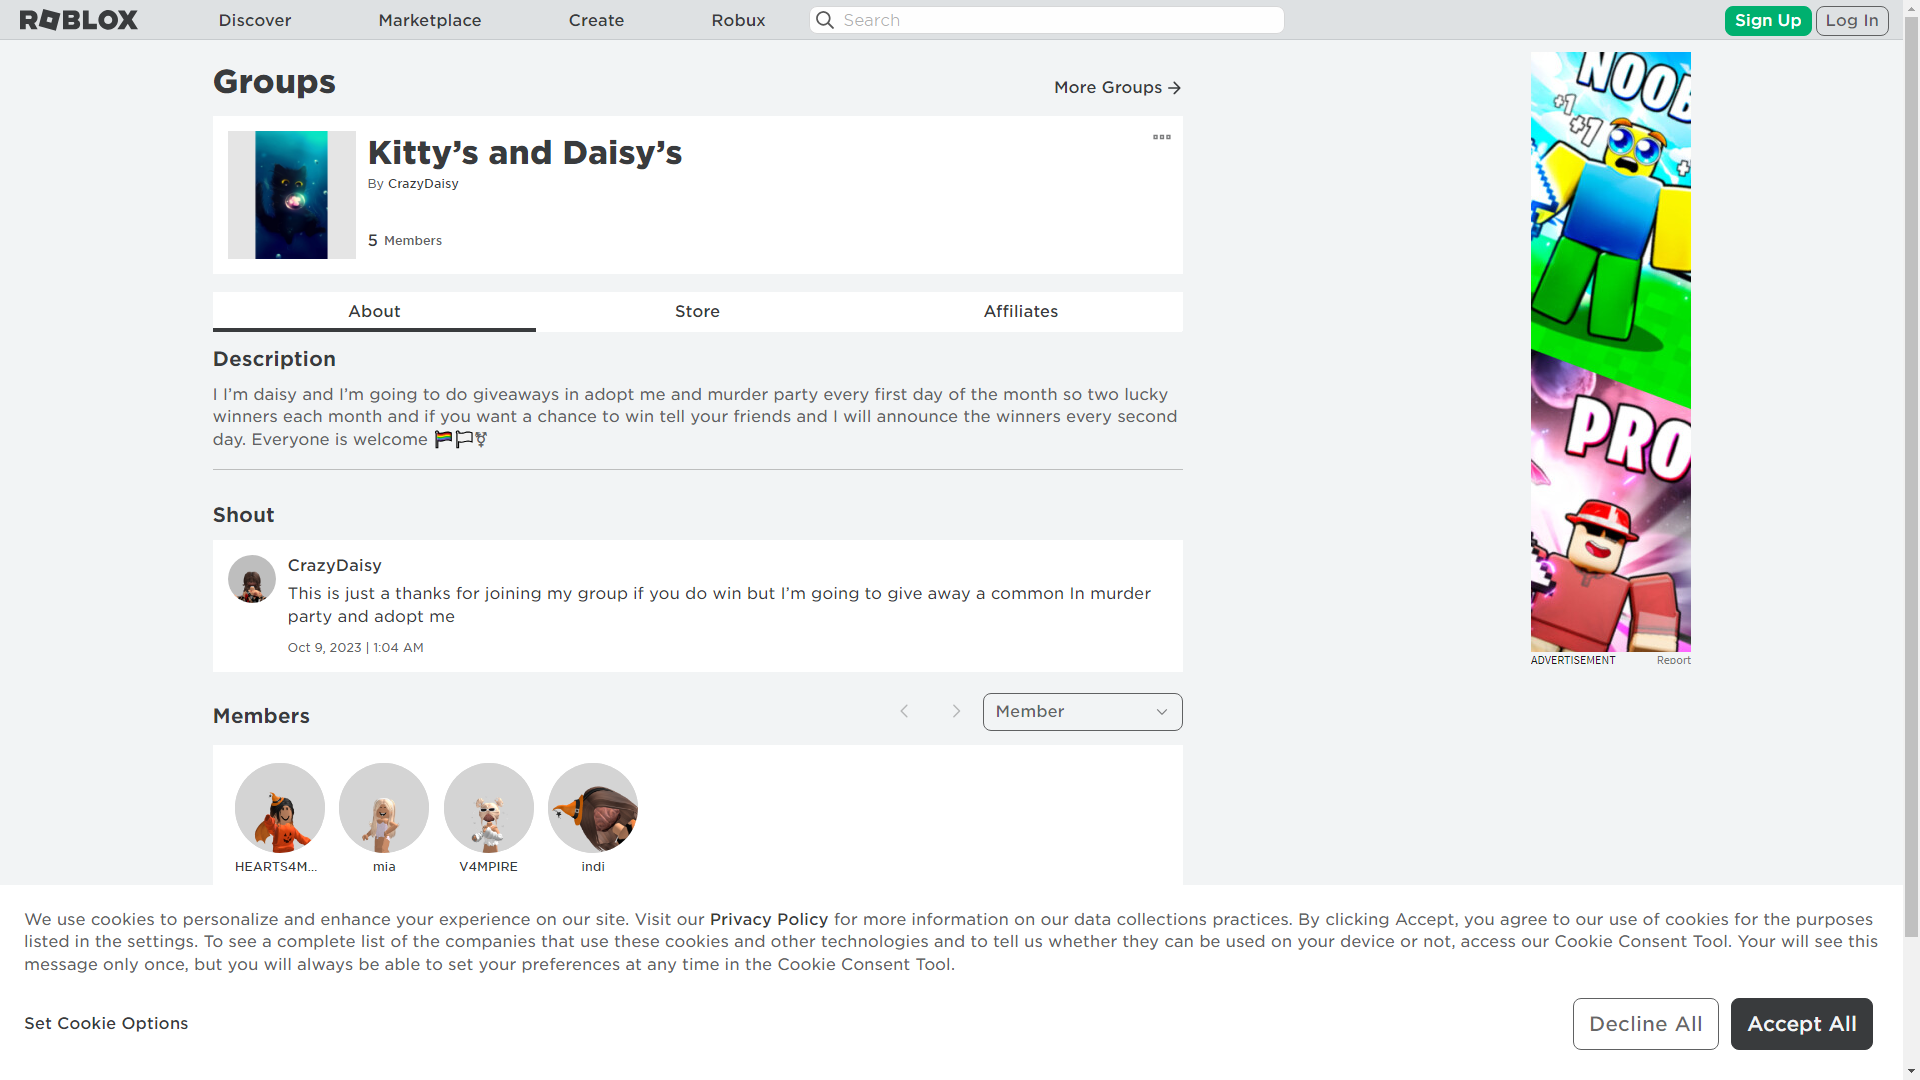 ROBLOX Discover Marketplace Create Robux Search Sign Up Log In
Groups
More Groups
Kitty’s and Daisy’s
By CrazyDaisy
5 Members
About Store Affiliates
Description
I I’m daisy and I’m going to do giveaways in adopt me and murder party every first day of the month so two lucky
winners each month and if you want a chance to win tell your friends and I will announce the winners every second
day. Everyone is welcome 🏳️‍🌈🏳️⚧
Shout
CrazyDaisy
This is just a thanks for joining my group if you do win but I’m going to give away a common In murder
party and adopt me
Oct 9, 2023 | 1:04 AM
Members
Member
HEARTS4M... mia V4MPIRE indi
NOOB
+1
+1
PRO
ADVERTISEMENT Report
We use cookies to personalize and enhance your experience on our site. Visit our Privacy Policy for more information on our data collections practices. By clicking Accept, you agree to our use of cookies for the purposes
listed in the settings. To see a complete list of the companies that use these cookies and other technologies and to tell us whether they can be used on your device or not, access our Cookie Consent Tool. Your will see this
message only once, but you will always be able to set your preferences at any time in the Cookie Consent Tool.
Set Cookie Options
Decline All
Accept All